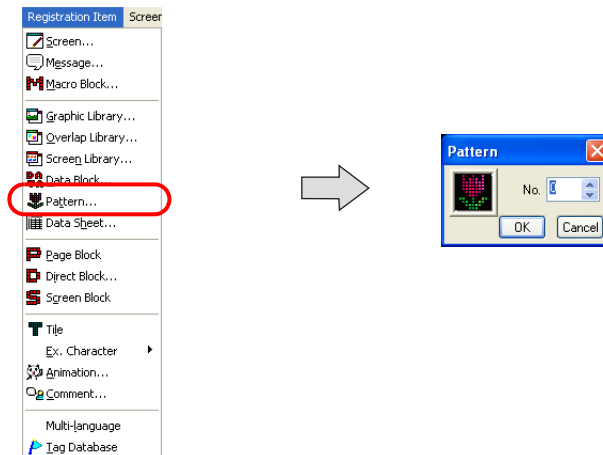 Registration Item Screen
Screen...
Message...
Macro Block...
Graphic Library...
Overlap Library...
Screen Library...
Data Block...
Pattern...
Data Sheet...
Page Block
Direct Block...
Screen Block
Tile
Ex. Character
Animation...
Comment...
Multi-language
Tag Database
Pattern
No. 0
OK Cancel